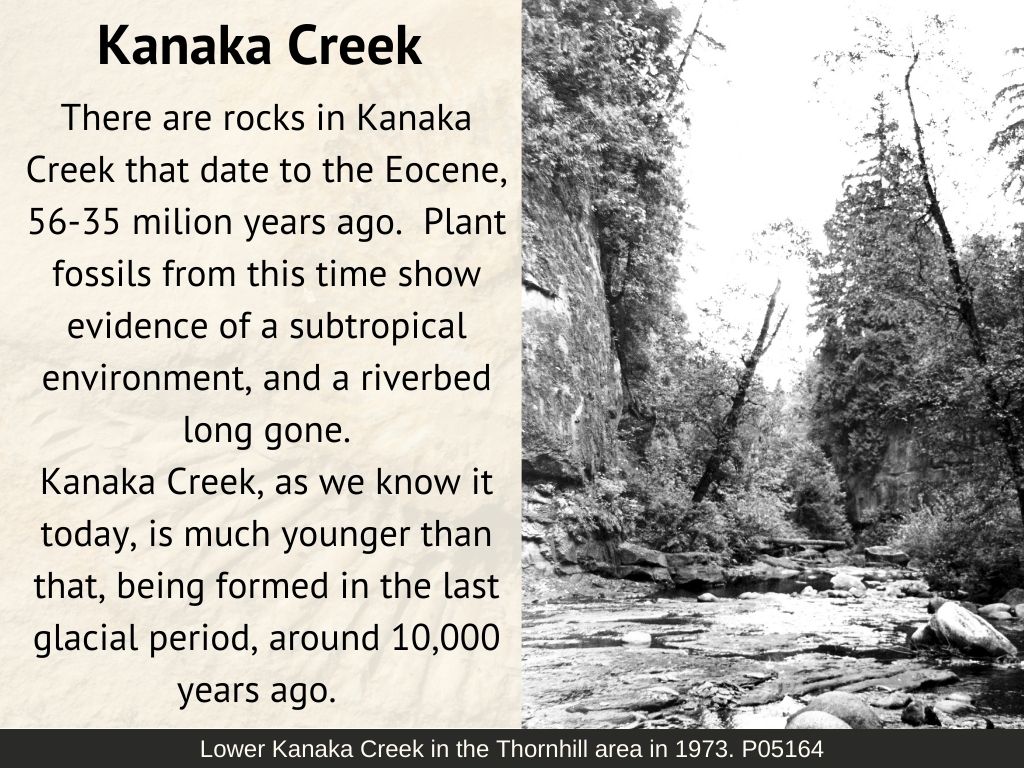 Kanaka Creek
There are rocks in Kanaka
Creek that date to the Eocene,
56-35 milion years ago.  Plant
fossils from this time show
evidence of a subtropical
environment, and a riverbed
long gone.
Kanaka Creek, as we know it
today, is much younger than
that, being formed in the last
glacial period, around 10,000
years ago.
Lower Kanaka Creek in the Thornhill area in 1973. P05164